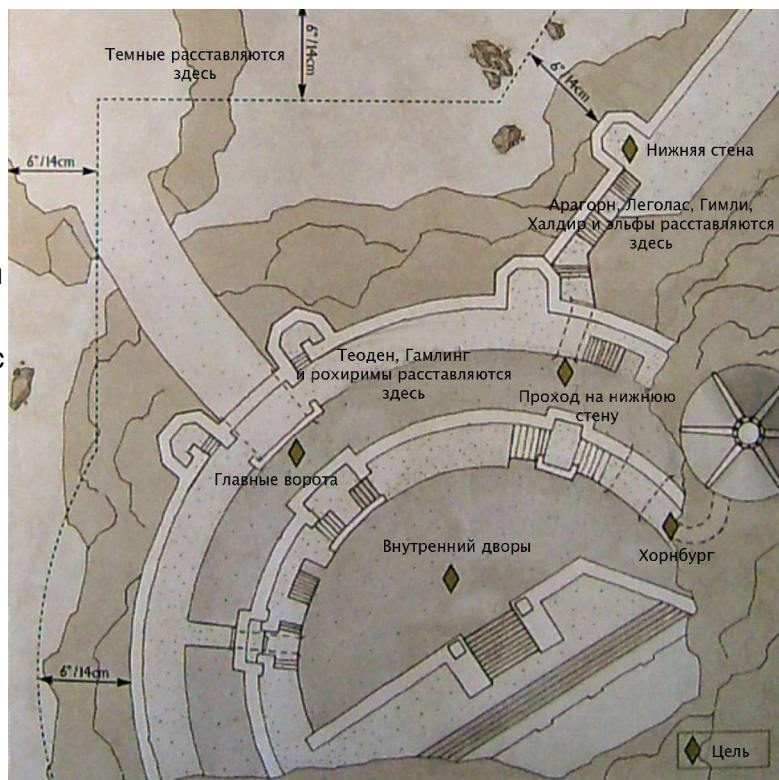 Темные расставляются
здесь
6"/14cm
6"/14cm
6"/14cm
Нижняя стена
Арагорн, Леголас, Гимли,
Халдир и эльфы расставляются
здесь
Теоден, Гамлинг
и рохиримы расставляются
здесь
Проход на нижнюю
стену
Главные ворота
Внутренний дворы
Хорнбург
6"/14cm
Цель